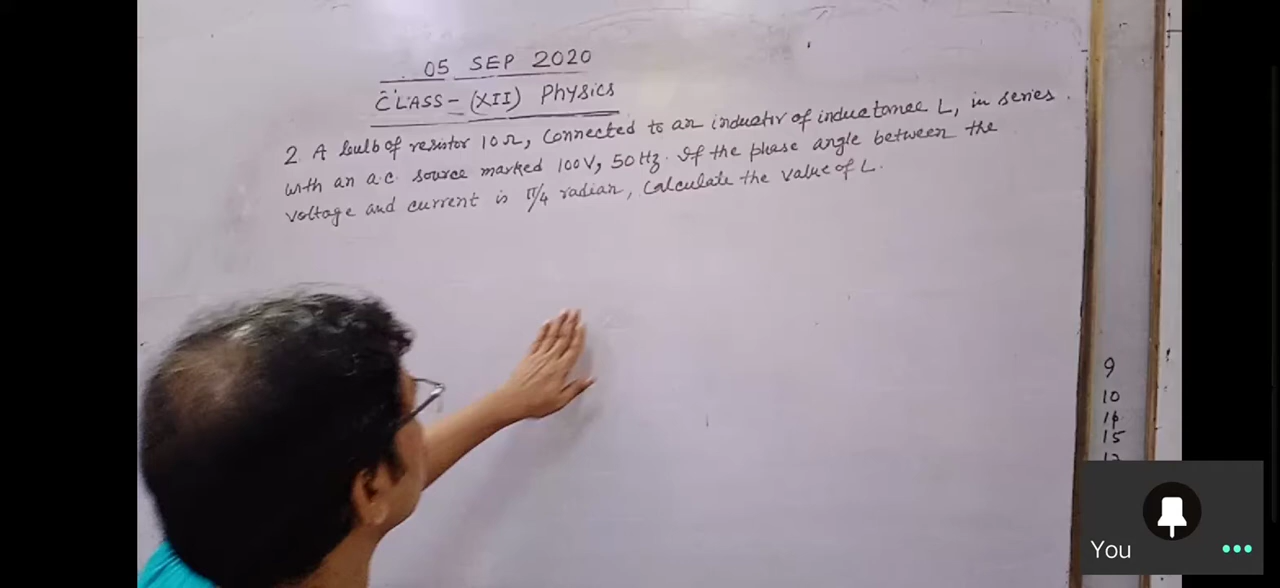 05 SEP 2020
CLASS- (XII) Physics
2. A bulb of resistor 10Ω, Connected to an inductor of inductance L, in series
with an a.c. source marked 100V, 50Hz. If the phase angle between the
voltage and current is π/4 radian, Calculate the value of L.
9
10
15
You